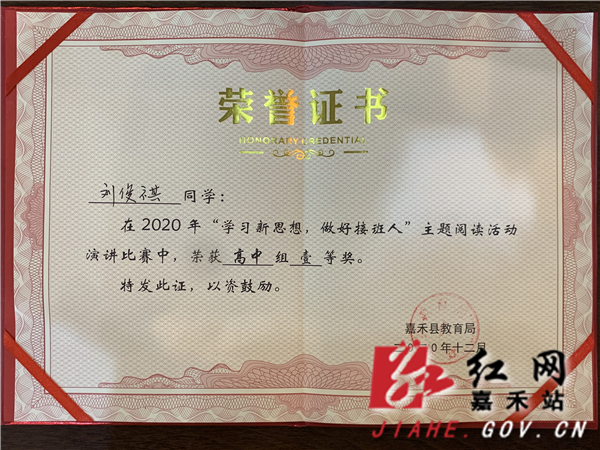 荣誉证书
HONORARY CREDENTIAL
刘俊祺 同学：
在2020年“学习新思想，做好接班人”主题阅读活动
演讲比赛中，荣获 高中 组 壹 等奖。
特发此证，以资鼓励。
嘉禾县教育局
二〇二〇年十二月
红网
嘉禾站
JIAHE.GOV.CN